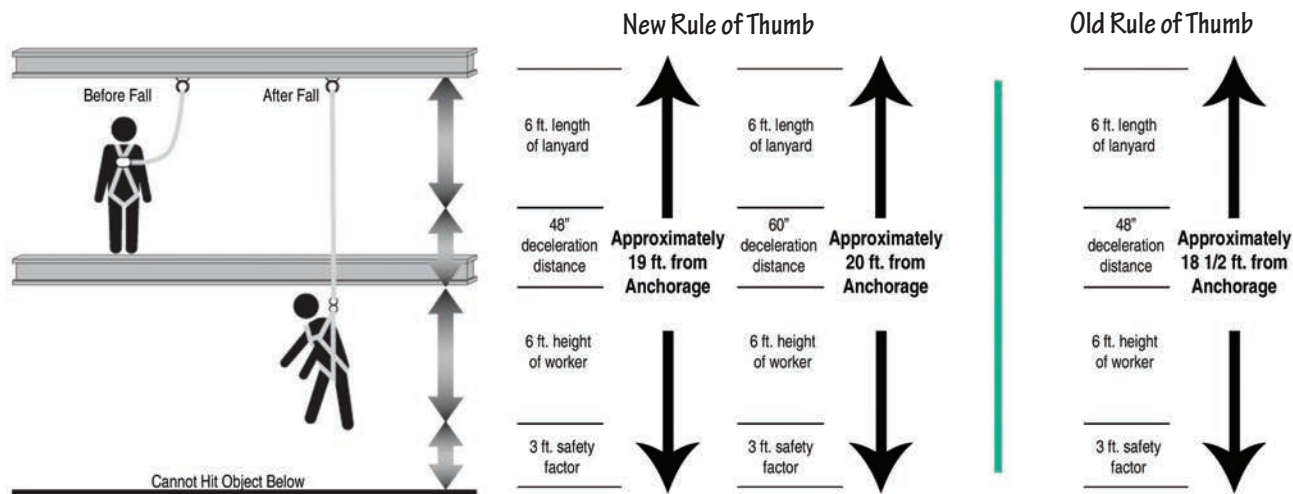 New Rule of Thumb
Old Rule of Thumb
Before Fall
After Fall
Cannot Hit Object Below
6 ft. length
of lanyard
48"
deceleration
distance
6 ft. height
of worker
3 ft. safety
factor
Approximately
19 ft. from
Anchorage
6 ft. length
of lanyard
60"
deceleration
distance
6 ft. height
of worker
3 ft. safety
factor
Approximately
20 ft. from
Anchorage
6 ft. length
of lanyard
48"
deceleration
distance
6 ft. height
of worker
3 ft. safety
factor
Approximately
18 1/2 ft. from
Anchorage